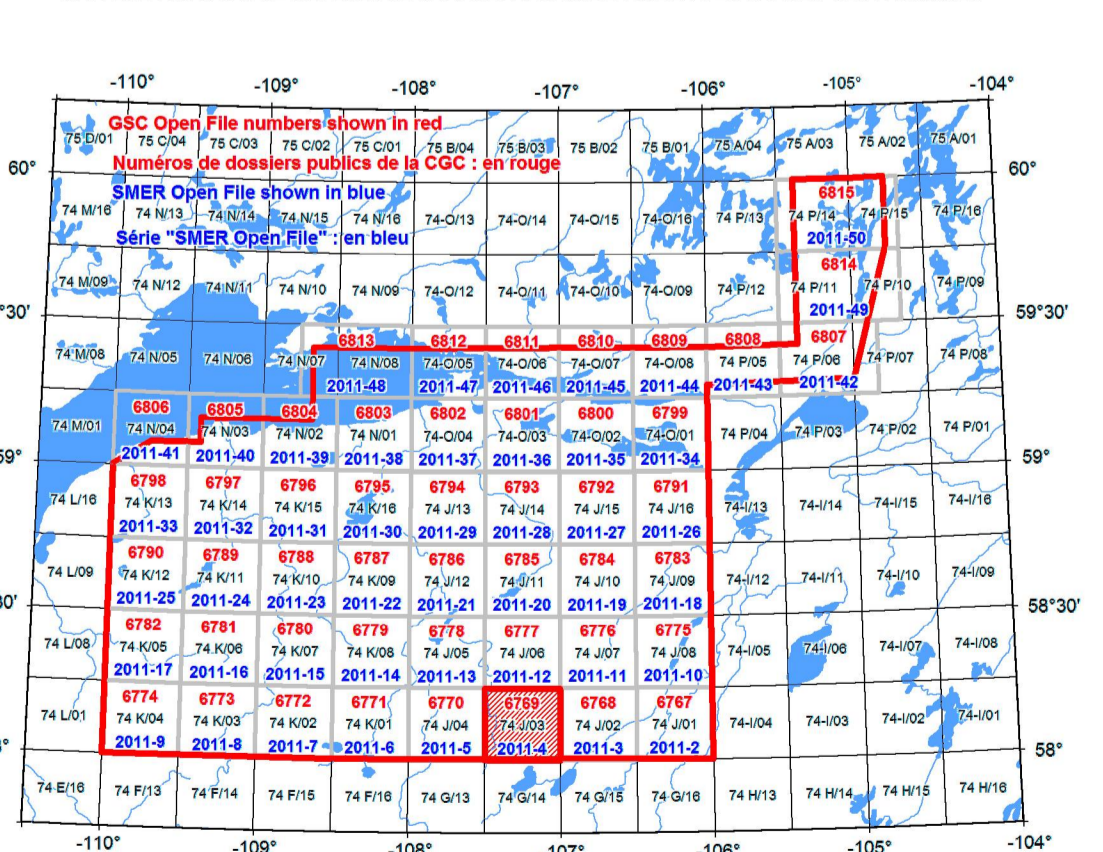 -110° -109° -108° -107° -106° -105° -104°
GSC Open File numbers shown in red
75 D/01 75 C/04 75 C/03 75 C/02 75 C/01 75 B/04 75 B/03 75 B/02 75 B/01 75 A/04 75 A/03 75 A/02 75 A/01
Numéros de dossiers publics de la CGC : en rouge
60° 60°
SMER Open File shown in blue
6815
74 M/16 74 N/13 74 N/14 74 N/15 74 N/16 74-O/13 74-O/14 74-O/15 74-O/16 74 P/13 74 P/14 74 P/15 74 P/16
Série "SMER Open File" : en bleu
2011-50
6814
74 M/09 74 N/12 74 N/11 74 N/10 74 N/09 74-O/12 74-O/11 74-O/10 74-O/09 74 P/12 74 P/11 74 P/10 74 P/09
2011-49
°30' 59°30'
6813 6812 6811 6810 6809 6808 6807
74 M/08 74 N/05 74 N/06 74 N/07 74 N/08 74-O/05 74-O/06 74-O/07 74-O/08 74 P/05 74 P/06 74 P/07 74 P/08
2011-48 2011-47 2011-46 2011-45 2011-44 2011-43 2011-42
6806 6805 6804 6803 6802 6801 6800 6799
74 M/01 74 N/04 74 N/03 74 N/02 74 N/01 74-O/04 74-O/03 74-O/02 74-O/01 74 P/04 74 P/03 74 P/02 74 P/01
2011-41 2011-40 2011-39 2011-38 2011-37 2011-36 2011-35 2011-34
59° 59°
6798 6797 6796 6795 6794 6793 6792 6791
74 L/16 74 K/13 74 K/14 74 K/15 74 K/16 74 J/13 74 J/14 74 J/15 74 J/16 74-I/13 74-I/14 74-I/15 74-I/16
2011-33 2011-32 2011-31 2011-30 2011-29 2011-28 2011-27 2011-26
6790 6789 6788 6787 6786 6785 6784 6783
74 L/09 74 K/12 74 K/11 74 K/10 74 K/09 74 J/12 74 J/11 74 J/10 74 J/09 74-I/12 74-I/11 74-I/10 74-I/09
2011-25 2011-24 2011-23 2011-22 2011-21 2011-20 2011-19 2011-18
30' 58°30'
6782 6781 6780 6779 6778 6777 6776 6775
74 L/08 74 K/05 74 K/06 74 K/07 74 K/08 74 J/05 74 J/06 74 J/07 74 J/08 74-I/05 74-I/06 74-I/07 74-I/08
2011-17 2011-16 2011-15 2011-14 2011-13 2011-12 2011-11 2011-10
6774 6773 6772 6771 6770 6769 6768 6767
74 L/01 74 K/04 74 K/03 74 K/02 74 K/01 74 J/04 74 J/03 74 J/02 74 J/01 74-I/04 74-I/03 74-I/02 74-I/01
2011-9 2011-8 2011-7 2011-6 2011-5 2011-4 2011-3 2011-2
° 58°
74 E/16 74 F/13 74 F/14 74 F/15 74 F/16 74 G/13 74 G/14 74 G/15 74 G/16 74 H/13 74 H/14 74 H/15 74 H/16
-110° -109° -108° -107° -106° -105° -104°